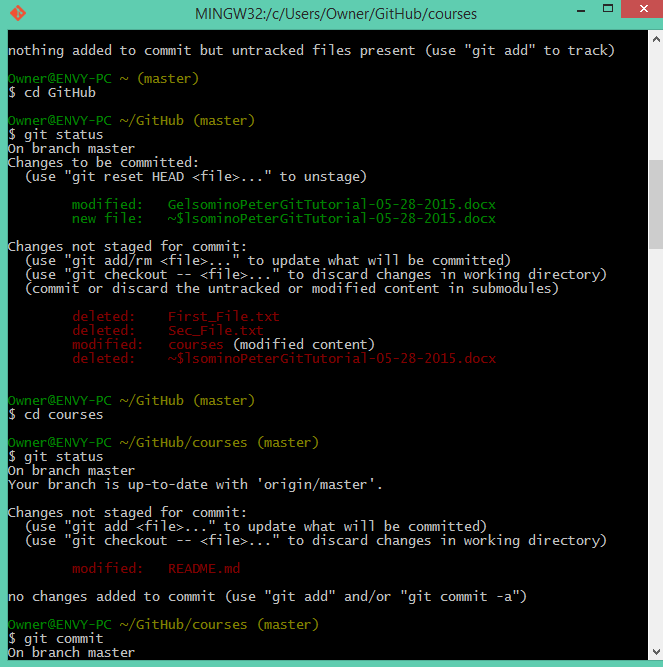 MINGW32:/c/Users/Owner/GitHub/courses
nothing added to commit but untracked files present (use "git add" to track)
Owner@ENVY-PC ~ (master)
$ cd GitHub
Owner@ENVY-PC ~/GitHub (master)
$ git status
On branch master
Changes to be committed:
(use "git reset HEAD <file>..." to unstage)
modified: GelsominoPeterGitTutorial-05-28-2015.docx
new file: ~$lsominoPeterGitTutorial-05-28-2015.docx
Changes not staged for commit:
(use "git add/rm <file>..." to update what will be committed)
(use "git checkout -- <file>..." to discard changes in working directory)
(commit or discard the untracked or modified content in submodules)
deleted: First_File.txt
deleted: Sec_File.txt
modified: courses (modified content)
deleted: ~$lsominoPeterGitTutorial-05-28-2015.docx
Owner@ENVY-PC ~/GitHub (master)
$ cd courses
Owner@ENVY-PC ~/GitHub/courses (master)
$ git status
On branch master
Your branch is up-to-date with 'origin/master'.
Changes not staged for commit:
(use "git add <file>..." to update what will be committed)
(use "git checkout -- <file>..." to discard changes in working directory)
modified: README.md
no changes added to commit (use "git add" and/or "git commit -a")
Owner@ENVY-PC ~/GitHub/courses (master)
$ git commit
On branch master